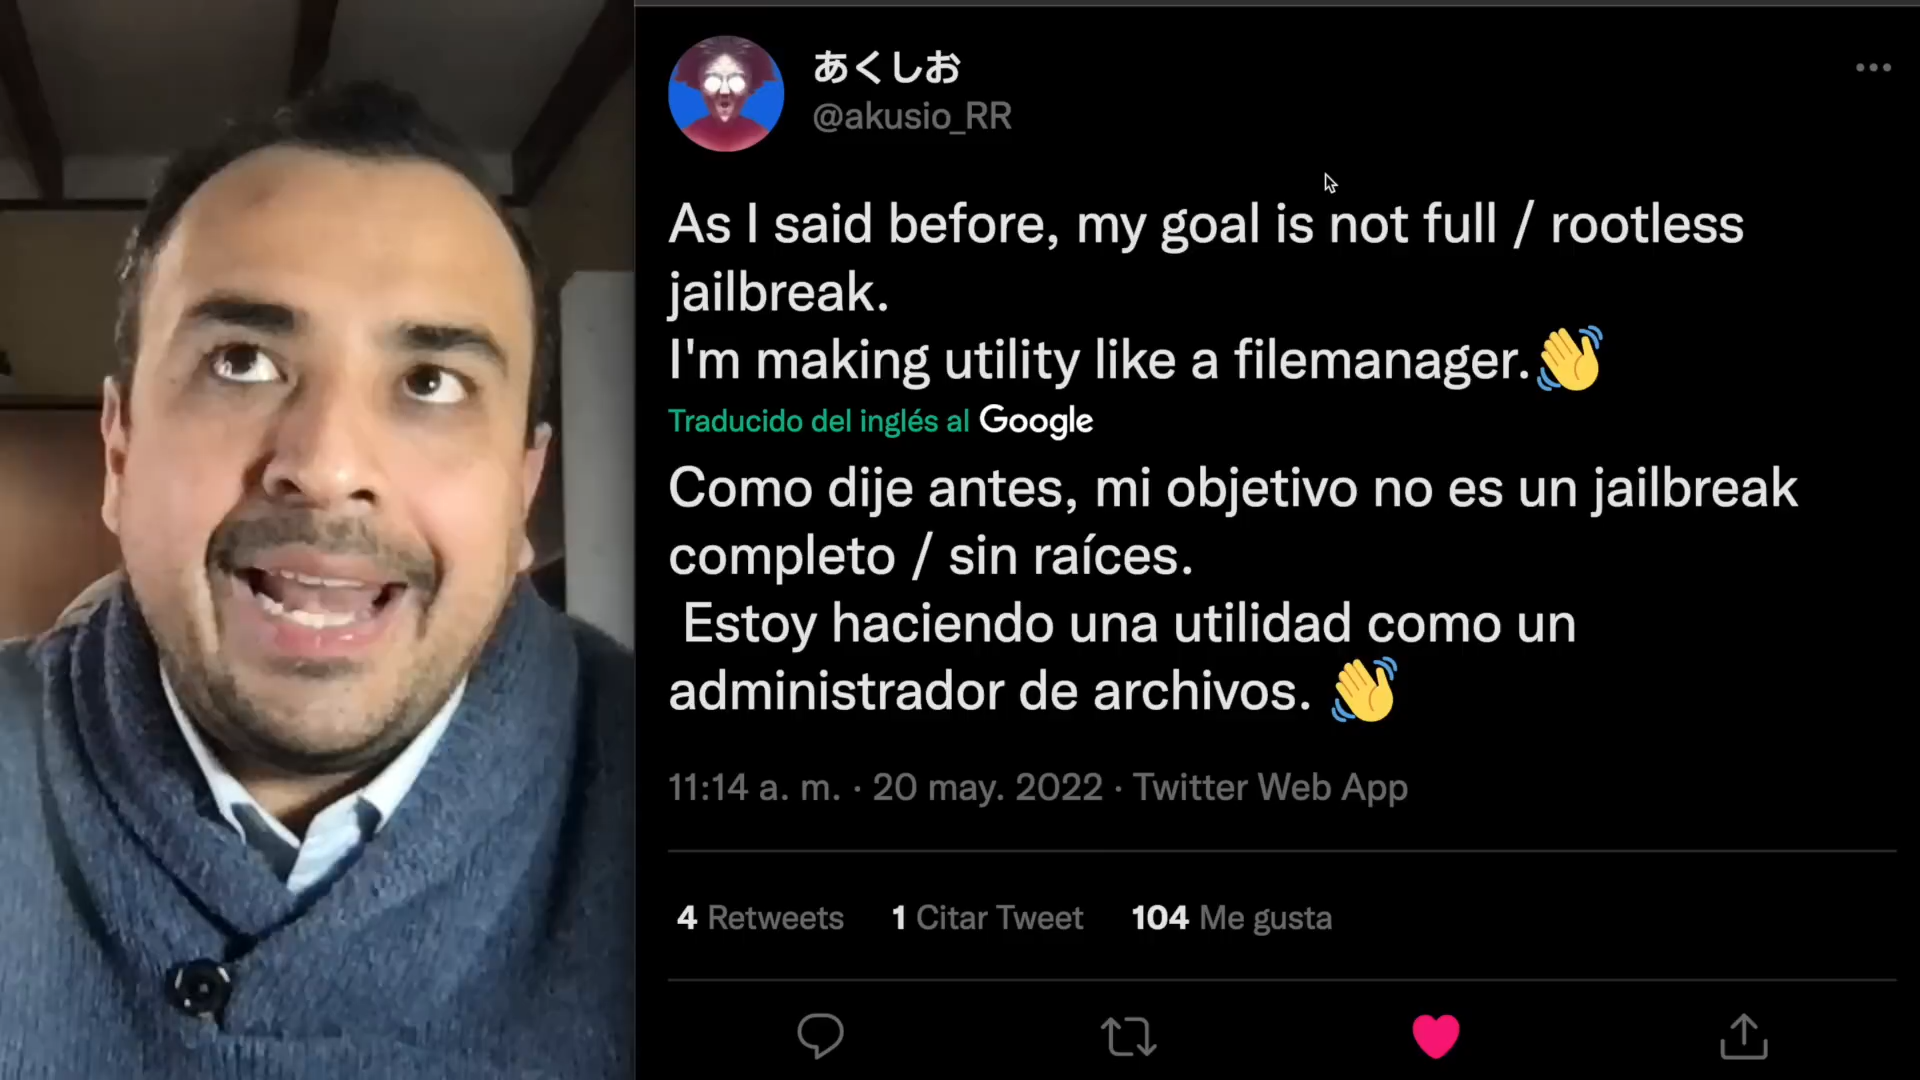 あくしお
@akusio_RR
As I said before, my goal is not full / rootless
jailbreak.
I'm making utility like a filemanager.👋
Traducido del inglés al Google
Como dije antes, mi objetivo no es un jailbreak
completo / sin raíces.
Estoy haciendo una utilidad como un
administrador de archivos. 👋
11:14 a. m. · 20 may. 2022 · Twitter Web App
4 Retweets 1 Citar Tweet 104 Me gusta